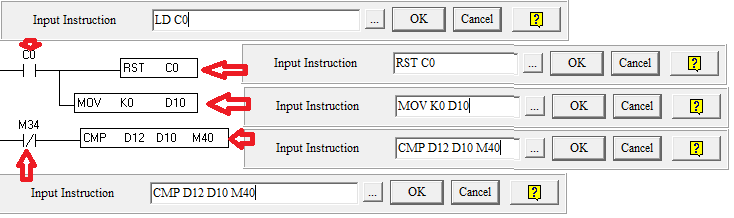 Input Instruction LD C0 ... OK Cancel
C0
RST C0
Input Instruction RST C0 ... OK Cancel
MOV K0 D10
Input Instruction MOV K0 D10 ... OK Cancel
M34
CMP D12 D10 M40
Input Instruction CMP D12 D10 M40 ... OK Cancel
Input Instruction CMP D12 D10 M40 ... OK Cancel